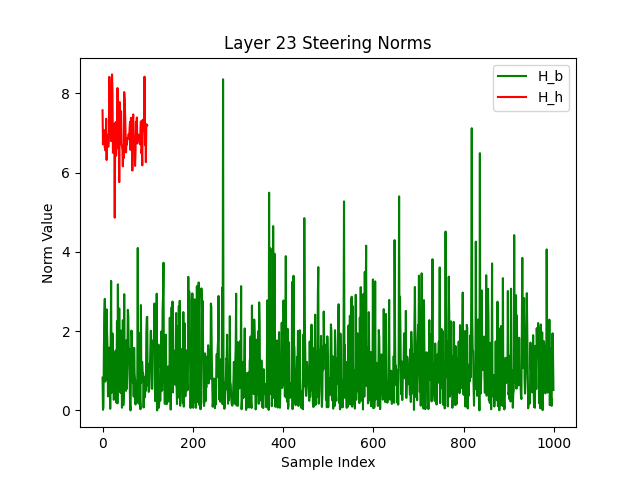 Layer 23 Steering Norms
H_b
H_h
Norm Value
8
6
4
2
0
0 200 400 600 800 1000
Sample Index